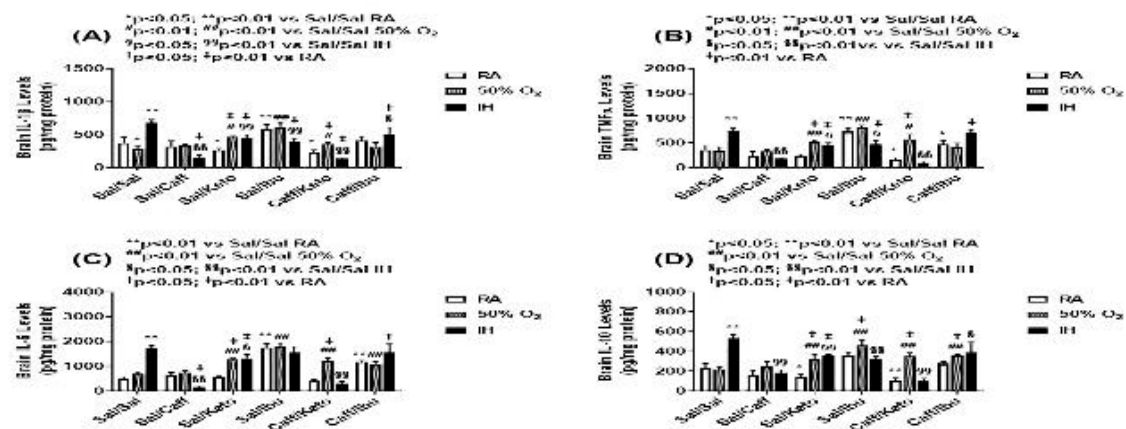 (A)
*p<0.05; **p<0.01 vs Sal/Sal RA
#p<0.01; ##p<0.01 vs Sal/Sal 50% O2
§p<0.05; §§p<0.01 vs Sal/Sal IH
†p<0.05; ‡p<0.01 vs RA
Brain IL-1β Levels
(pg/mg protein)
1500
1000
500
0
RA
50% O2
IH
Sal/Sal
Sal/Caff
Sal/Keto
Sal/Ibu
Caff/Keto
Caff/Ibu
(B)
*p<0.05; **p<0.01 vs Sal/Sal RA
#p<0.01; ##p<0.01 vs Sal/Sal 50% O2
§p<0.05; §§p<0.01 vs vs Sal/Sal IH
‡p<0.01 vs RA
Brain TNFα Levels
(pg/mg protein)
2000
1500
1000
500
0
RA
50% O2
IH
Sal/Sal
Sal/Caff
Sal/Keto
Sal/Ibu
Caff/Keto
Caff/Ibu
(C)
**p<0.01 vs Sal/Sal RA
##p<0.01 vs Sal/Sal 50% O2
§p<0.05; §§p<0.01 vs Sal/Sal IH
†p<0.05; ‡p<0.01 vs RA
Brain IL-6 Levels
(pg/mg protein)
4000
3000
2000
1000
0
RA
50% O2
IH
Sal/Sal
Sal/Caff
Sal/Keto
Sal/Ibu
Caff/Keto
Caff/Ibu
(D)
*p<0.05; **p<0.01 vs Sal/Sal RA
##p<0.01 vs Sal/Sal 50% O2
§p<0.05; §§p<0.01 vs Sal/Sal IH
†p<0.05; ‡p<0.01 vs RA
Brain IL-10 Levels
(pg/mg protein)
1000
800
600
400
200
0
RA
50% O2
IH
Sal/Sal
Sal/Caff
Sal/Keto
Sal/Ibu
Caff/Keto
Caff/Ibu